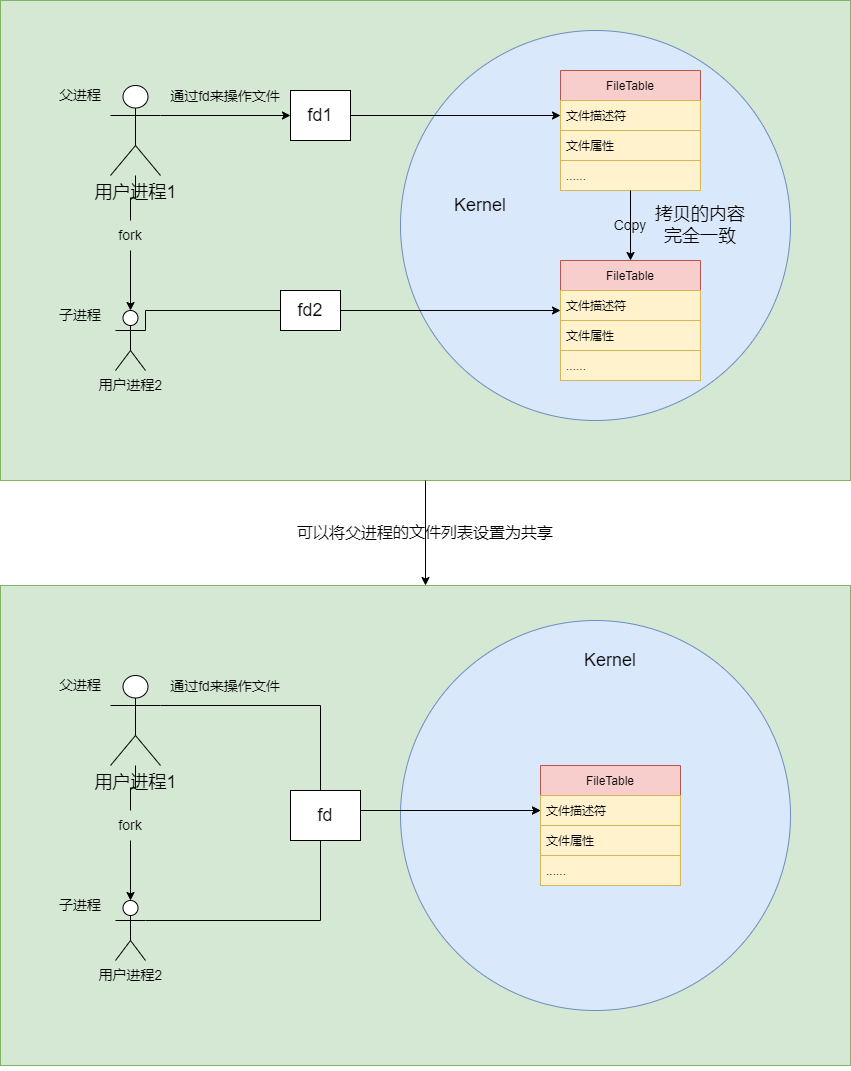 父进程
通过fd来操作文件
fd1
FileTable
文件描述符
文件属性
......
用户进程1
Kernel
fork
Copy
拷贝的内容
完全一致
子进程
fd2
FileTable
文件描述符
文件属性
......
用户进程2
可以将父进程的文件列表设置为共享
父进程
通过fd来操作文件
Kernel
用户进程1
fork
fd
FileTable
文件描述符
文件属性
......
子进程
用户进程2